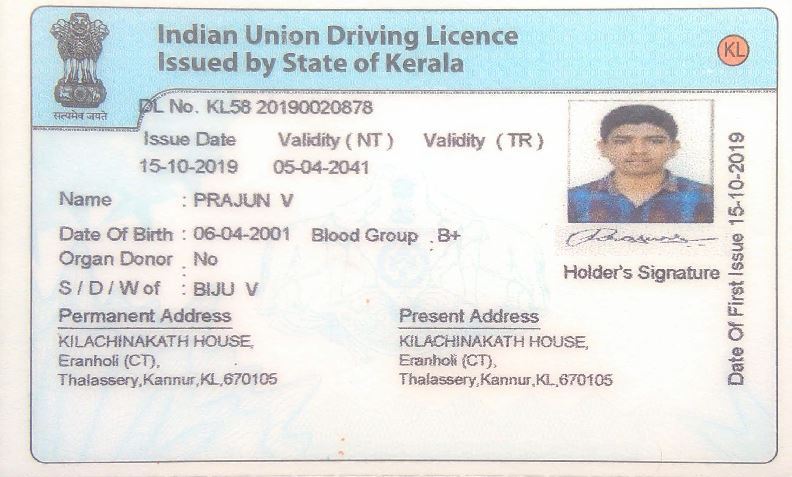 Indian Union Driving Licence
Issued by State of Kerala
KL
सत्यमेव जयते
DL No. KL58 20190020878
Issue Date Validity ( NT ) Validity ( TR )
15-10-2019 05-04-2041
Name : PRAJUN V
Date Of Birth : 06-04-2001 Blood Group : B+
Organ Donor : No
S / D / W of : BIJU V
Holder's Signature
Date Of First Issue 15-10-2019
Permanent Address
KILACHINAKATH HOUSE,
Eranholi (CT),
Thalassery,Kannur,KL,670105
Present Address
KILACHINAKATH HOUSE,
Eranholi (CT),
Thalassery,Kannur,KL,670105